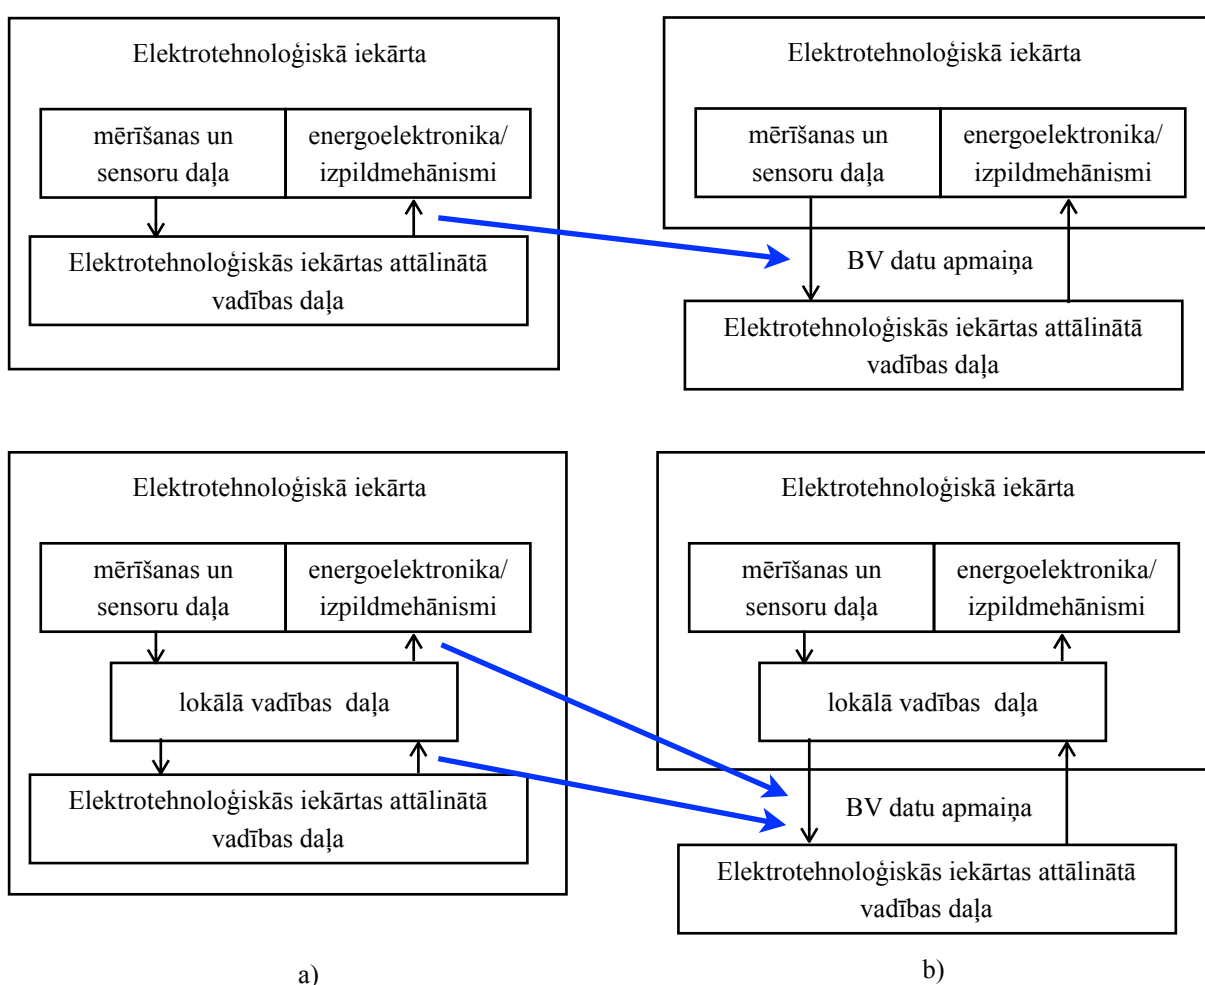 Elektrotehnoloģiskā iekārta
mērīšanas un
sensoru daļa
energoelektronika/
izpildmehānismi
Elektrotehnoloģiskās iekārtas attālinātā
vadības daļa
Elektrotehnoloģiskā iekārta
mērīšanas un
sensoru daļa
energoelektronika/
izpildmehānismi
BV datu apmaiņa
Elektrotehnoloģiskās iekārtas attālinātā
vadības daļa
Elektrotehnoloģiskā iekārta
mērīšanas un
sensoru daļa
energoelektronika/
izpildmehānismi
lokālā vadības daļa
Elektrotehnoloģiskās iekārtas attālinātā
vadības daļa
Elektrotehnoloģiskā iekārta
mērīšanas un
sensoru daļa
energoelektronika/
izpildmehānismi
lokālā vadības daļa
BV datu apmaiņa
Elektrotehnoloģiskās iekārtas attālinātā
vadības daļa
a)
b)